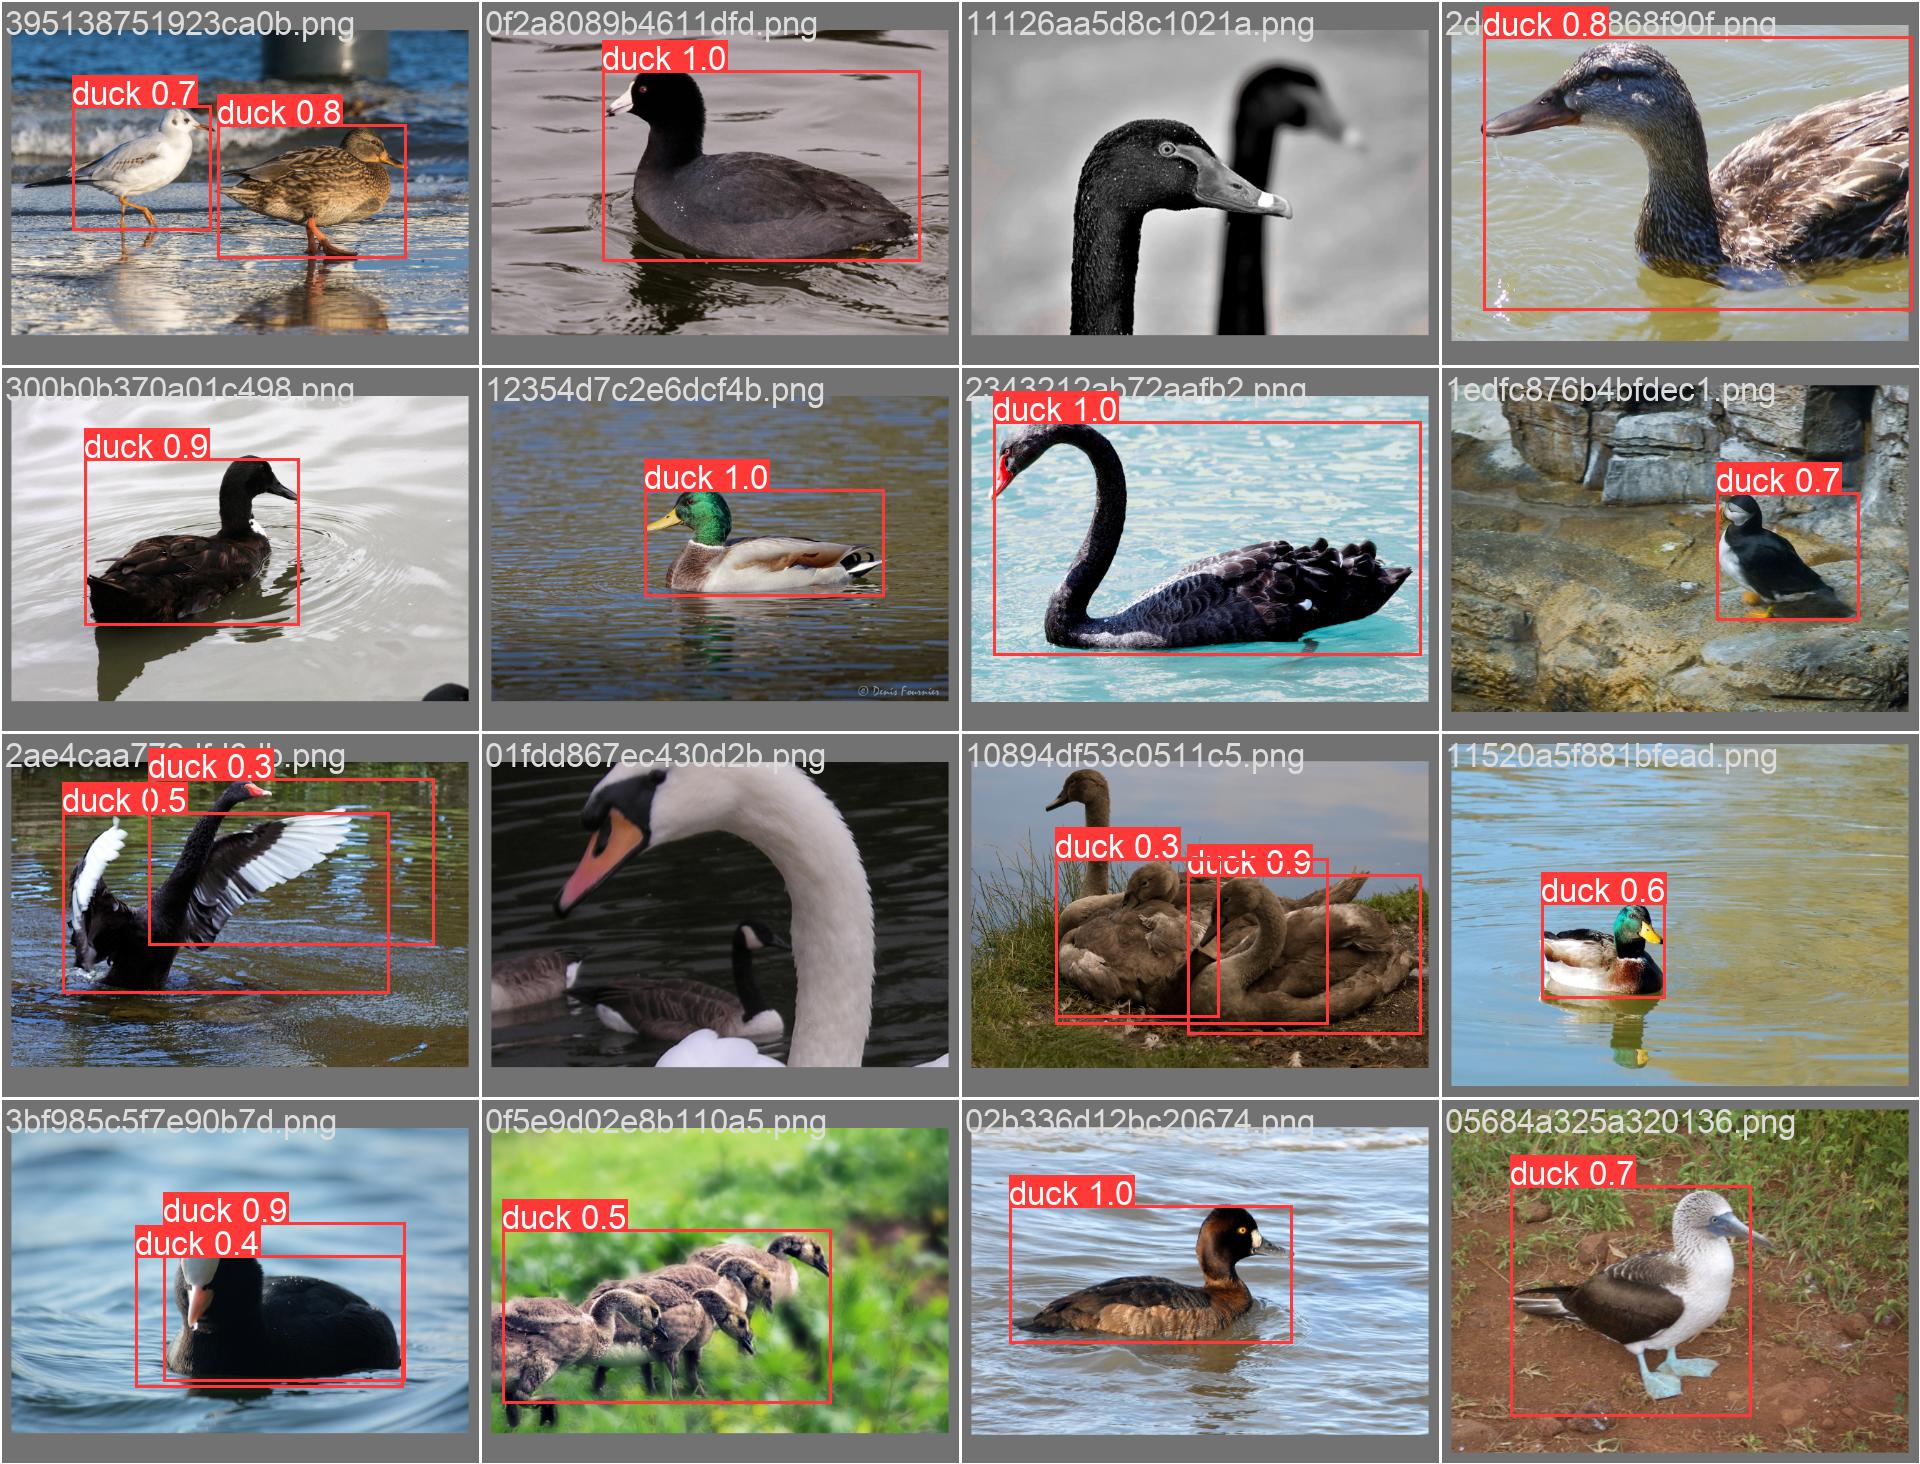 395138751923ca0b.png
duck 0.7
duck 0.8
0f2a8089b4611dfd.png
duck 1.0
11126aa5d8c1021a.png
duck 0.8
868f90f.png
300b0b370a01c498.png
duck 0.9
12354d7c2e6dcf4b.png
duck 1.0
© Denis Fournier
2343212ab72aafb2.png
duck 1.0
1edfc876b4bfdec1.png
duck 0.7
duck 0.3
duck 0.5
01fdd867ec430d2b.png
10894df53c0511c5.png
duck 0.3
duck 0.9
11520a5f881bfead.png
duck 0.6
3bf985c5f7e90b7d.png
duck 0.9
duck 0.4
0f5e9d02e8b110a5.png
duck 0.5
02b336d12bc20674.png
duck 1.0
05684a325a320136.png
duck 0.7